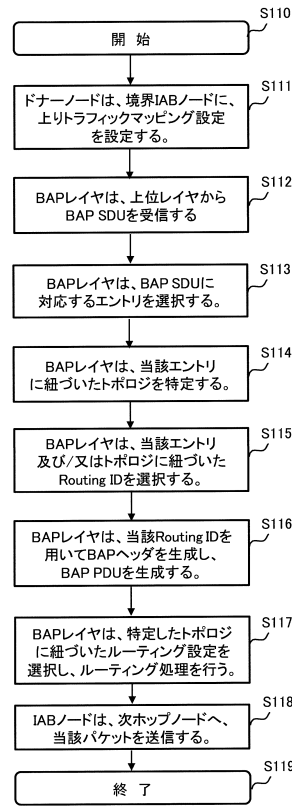 S110
開　始
S111
ドナーノードは、境界IABノードに、
上りトラフィックマッピング設定
を設定する。
S112
BAPレイヤは、上位レイヤから
BAP SDUを受信する
S113
BAPレイヤは、BAP SDUに
対応するエントリを選択する。
S114
BAPレイヤは、当該エントリ
に紐づいたトポロジを特定する。
S115
BAPレイヤは、当該エントリ
及び/又はトポロジに紐づいた
Routing IDを選択する。
S116
BAPレイヤは、当該Routing IDを
用いてBAPヘッダを生成し、
BAP PDUを生成する。
S117
BAPレイヤは、特定したトポロジ
に紐づいたルーティング設定を
選択し、ルーティング処理を行う。
S118
IABノードは、次ホップノードへ、
当該パケットを送信する。
S119
終　了